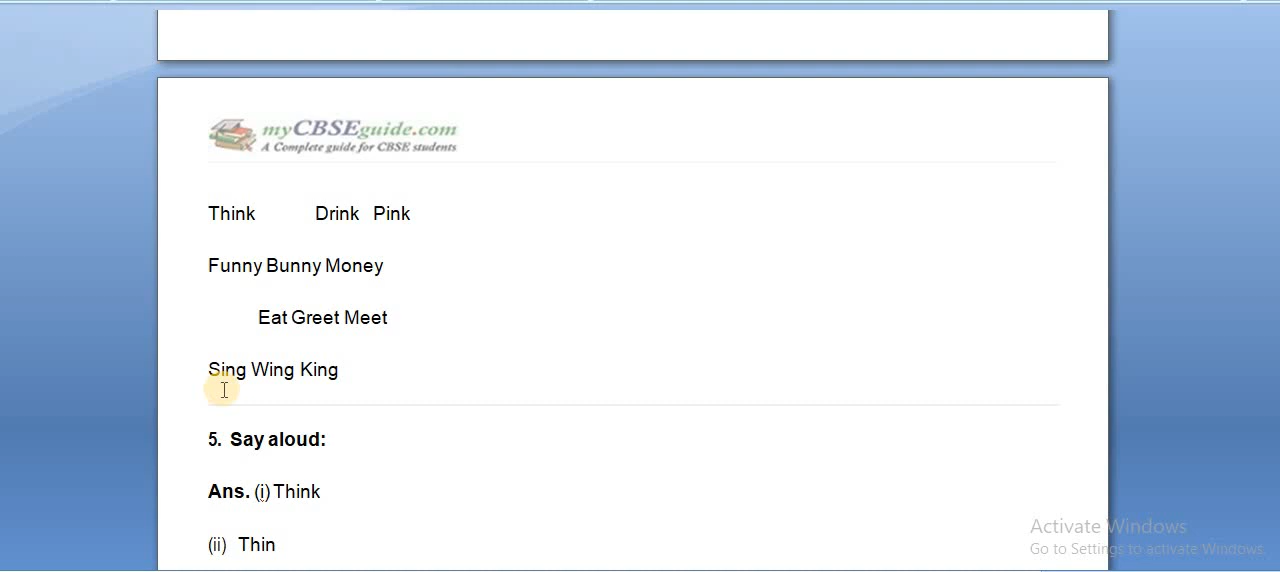 myCBSEguide.com
A Complete guide for CBSE students
Think Drink Pink
Funny Bunny Money
Eat Greet Meet
Sing Wing King
5. Say aloud:
Ans. (i) Think
(ii) Thin
Activate Windows
Go to Settings to activate Windows.